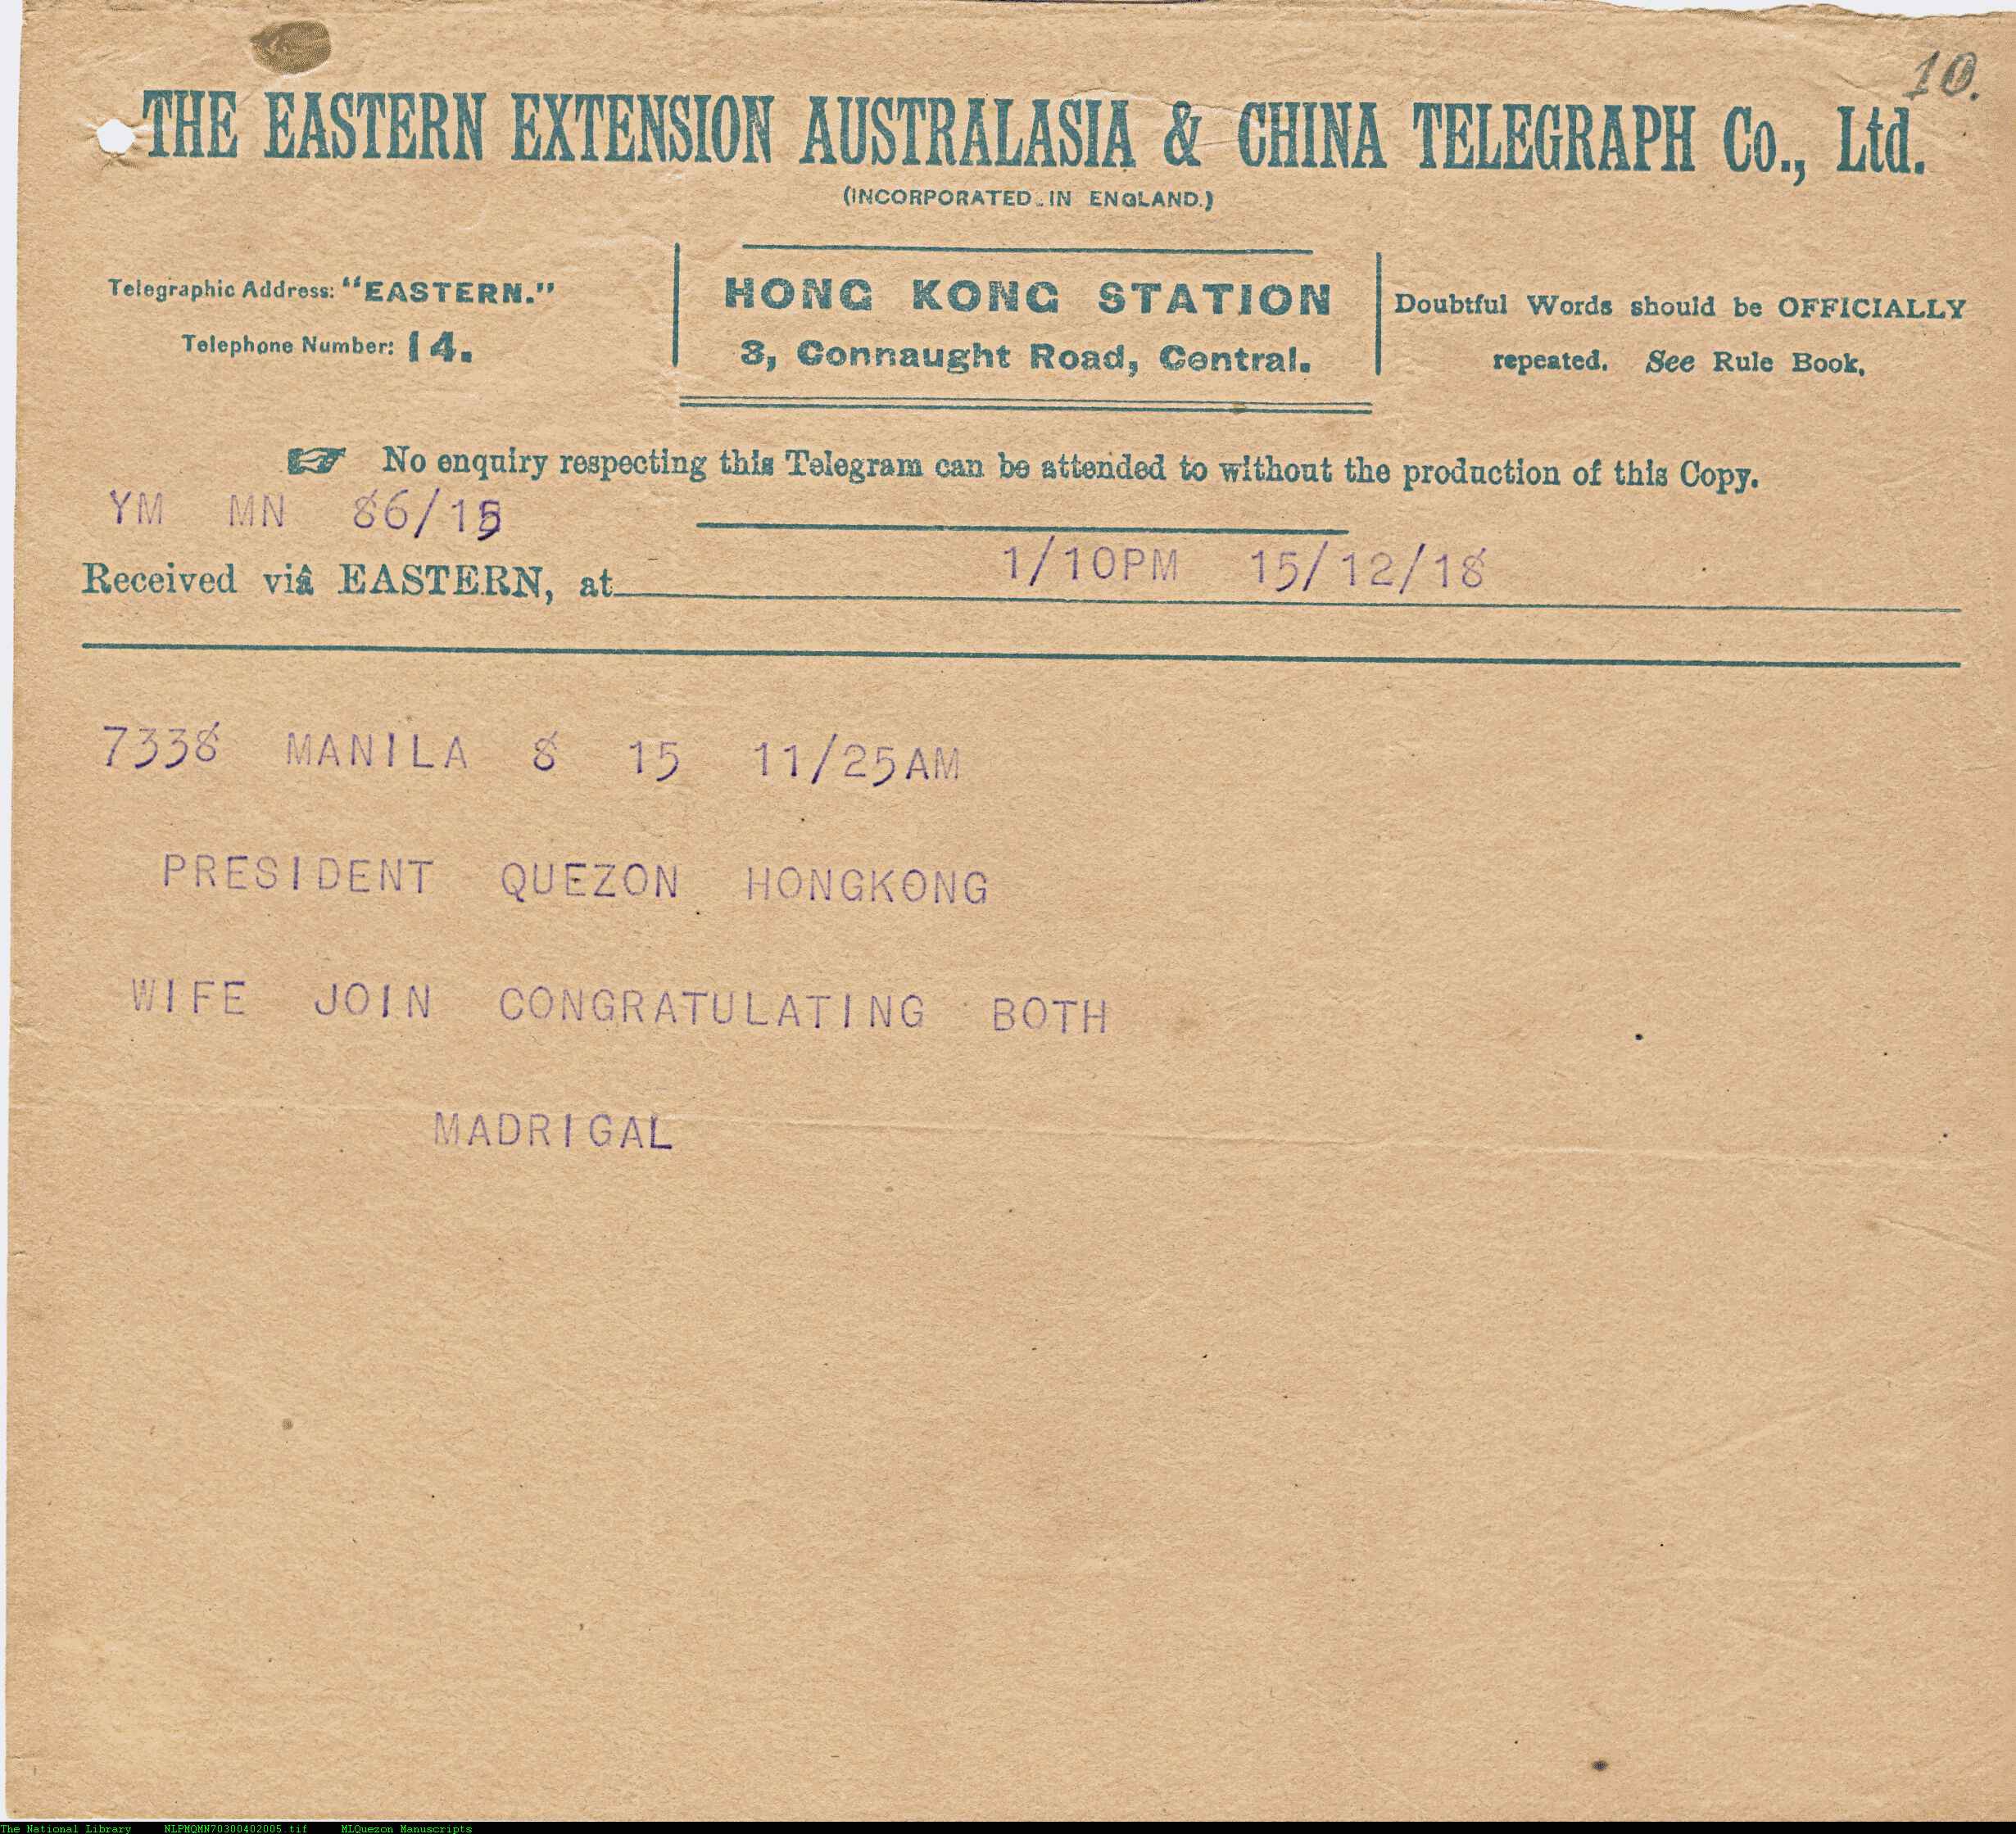 10.
THE EASTERN EXTENSION AUSTRALASIA & CHINA TELEGRAPH Co., Ltd.
(INCORPORATED IN ENGLAND.)
Telegraphic Address: "EASTERN."
Telephone Number: 14.
HONG KONG STATION
3, Connaught Road, Central.
Doubtful Words should be OFFICIALLY
repeated. See Rule Book.
☞ No enquiry respecting this Telegram can be attended to without the production of this Copy.
YM MN 86/15
Received viâ EASTERN, at 1/10PM 15/12/18
7338 MANILA 8 15 11/25AM
PRESIDENT QUEZON HONGKONG
WIFE JOIN CONGRATULATING BOTH
MADRIGAL
The National Library NLPMQMN70300402005.tif MLQuezon Manuscripts